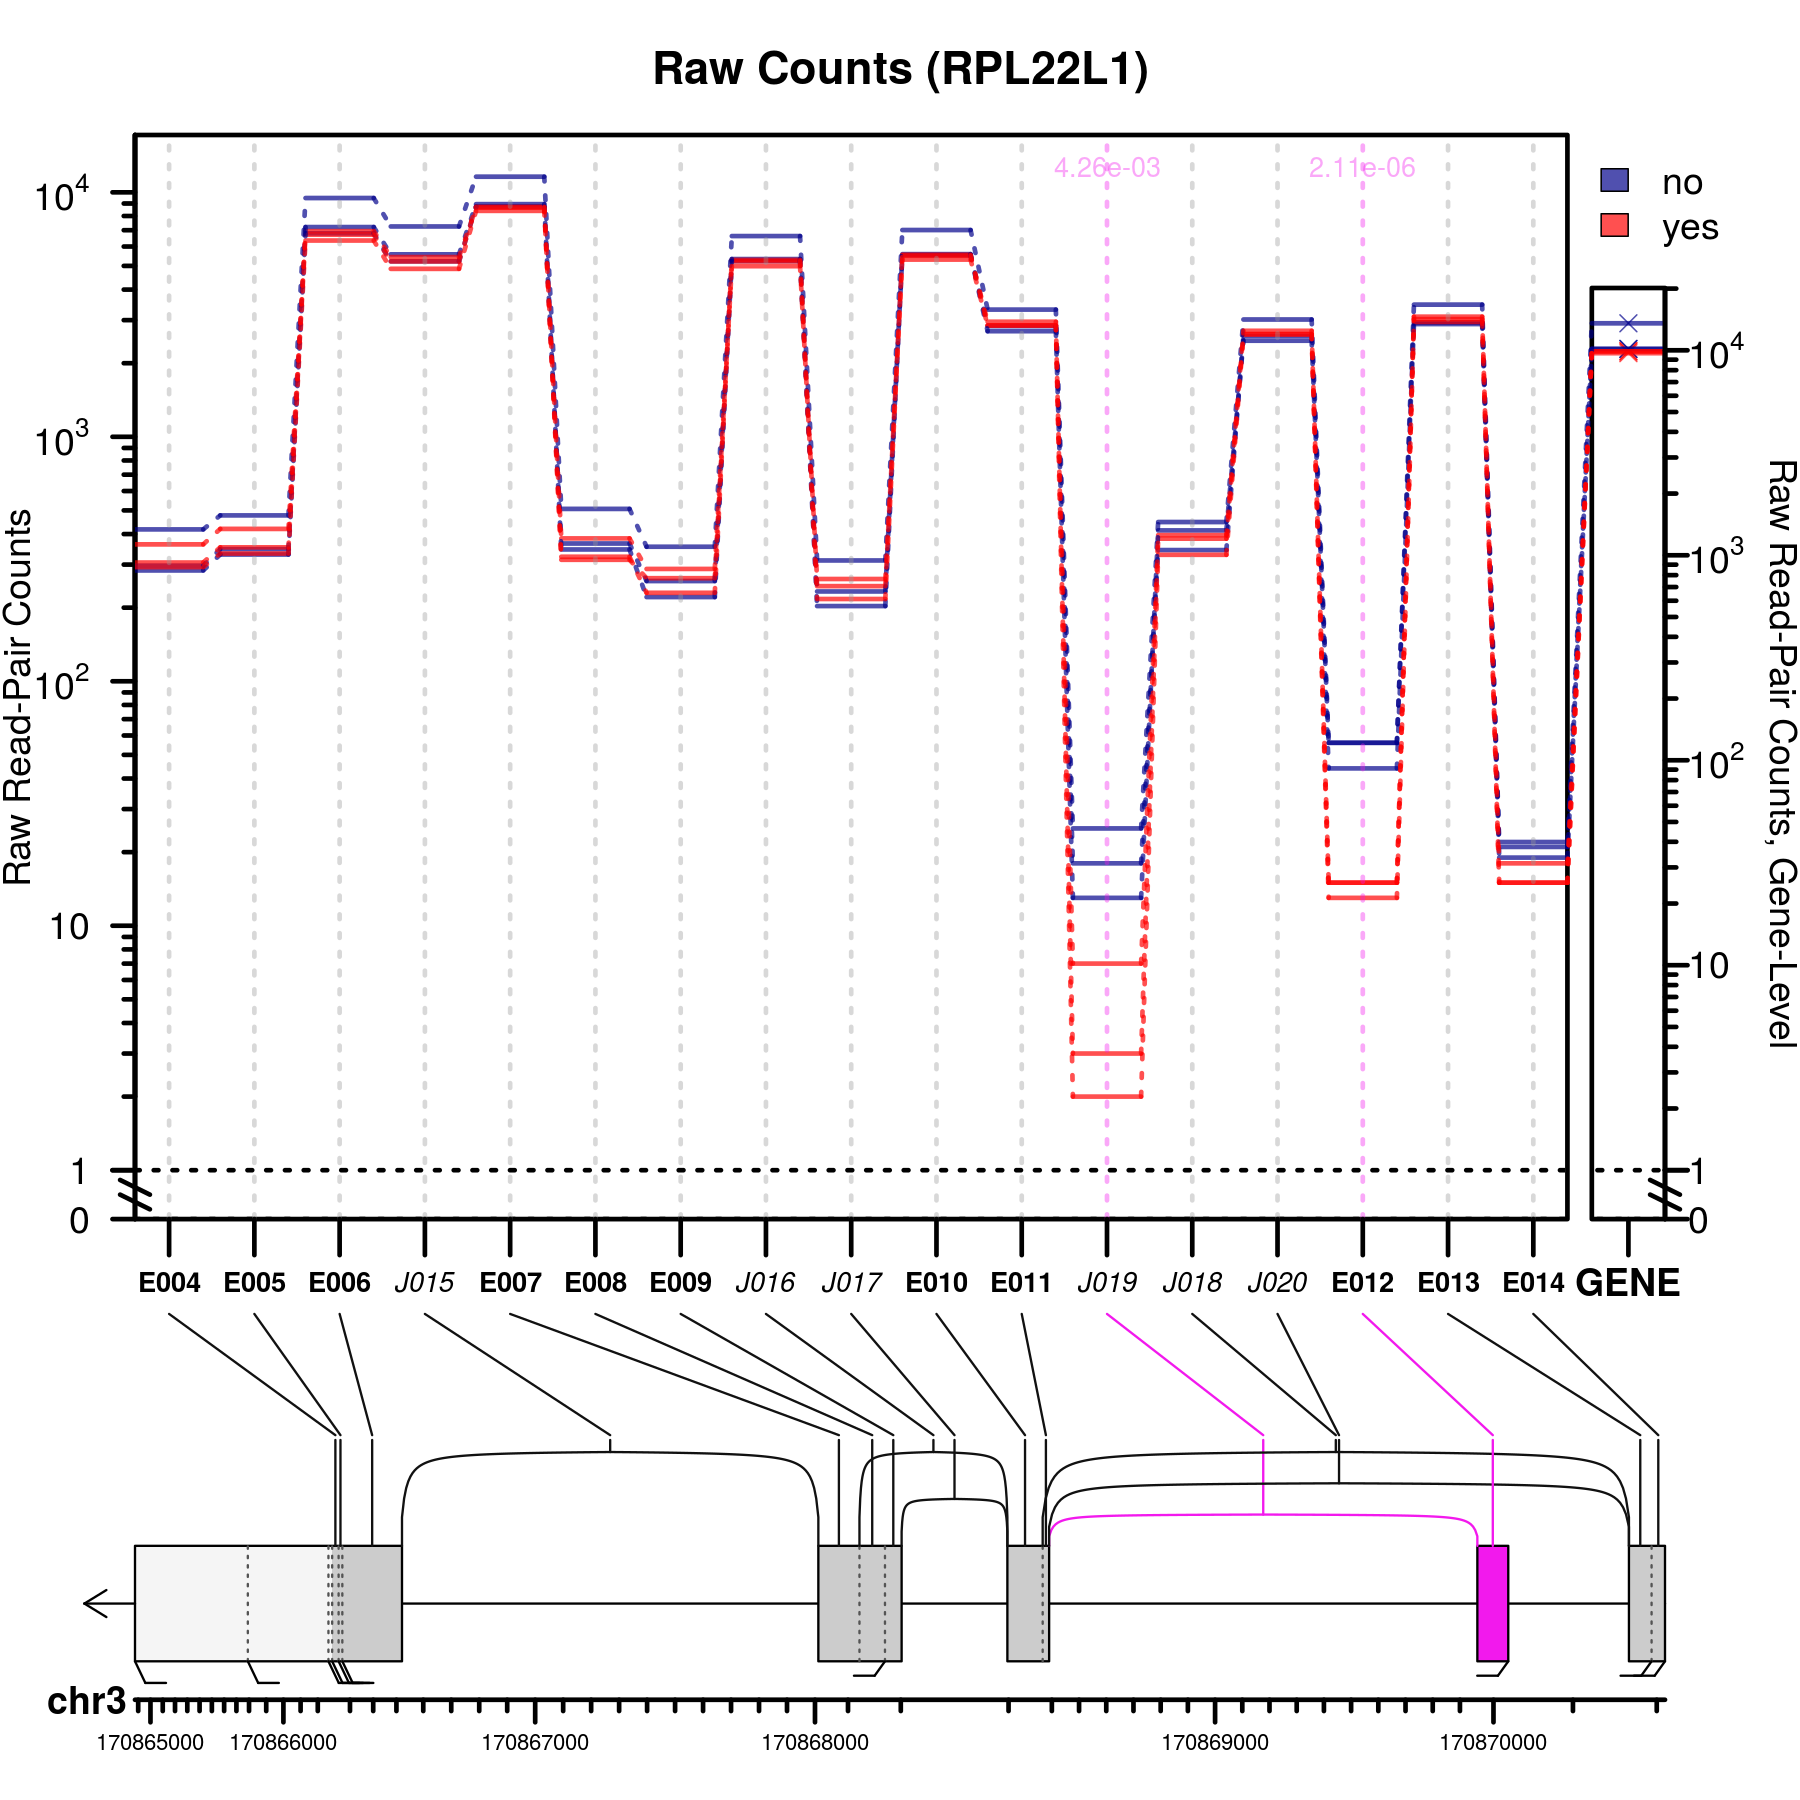 Raw Counts (RPL22L1)
4.26e-03 2.11e-06
no
yes
Raw Read-Pair Counts
10^4
10^3
10^2
10
1
0
10^4
10^3
10^2
10
1
0
Raw Read-Pair Counts, Gene-Level
E004 E005 E006 J015 E007 E008 E009 J016 J017 E010 E011 J019 J018 J020 E012 E013 E014 GENE
chr3
170865000 170866000 170867000 170868000 170869000 170870000